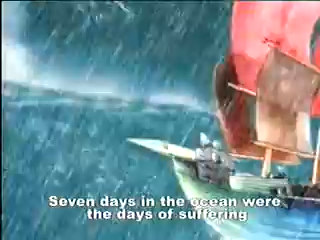 Seven days in the ocean were
the days of suffering